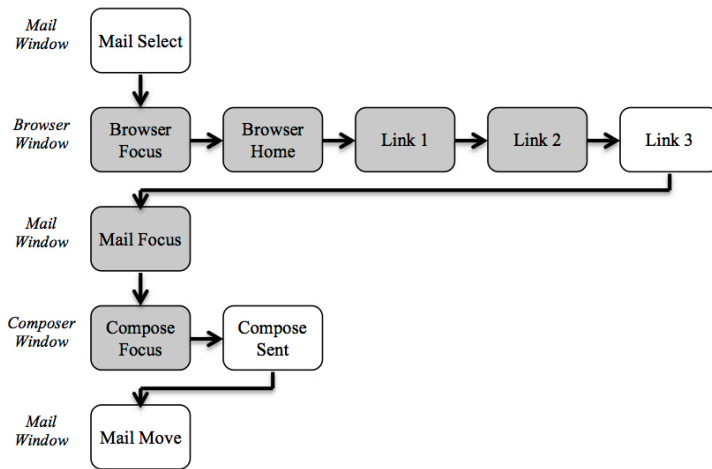 Mail
Window
Mail Select
Browser
Window
Browser
Focus
Browser
Home
Link 1
Link 2
Link 3
Mail
Window
Mail Focus
Composer
Window
Compose
Focus
Compose
Sent
Mail
Window
Mail Move